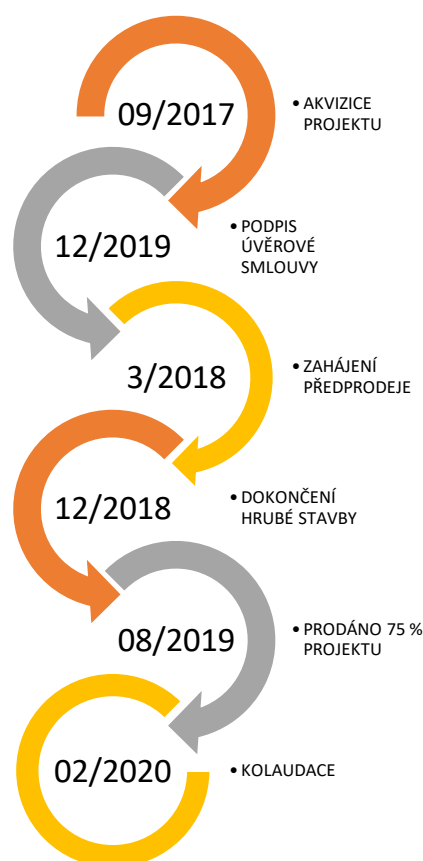 09/2017
• AKVIZICE
PROJEKTU
12/2019
• PODPIS
ÚVĚROVÉ
SMLOUVY
3/2018
• ZAHÁJENÍ
PŘEDPRODEJE
12/2018
• DOKONČENÍ
HRUBÉ STAVBY
08/2019
• PRODÁNO 75 %
PROJEKTU
02/2020
• KOLAUDACE